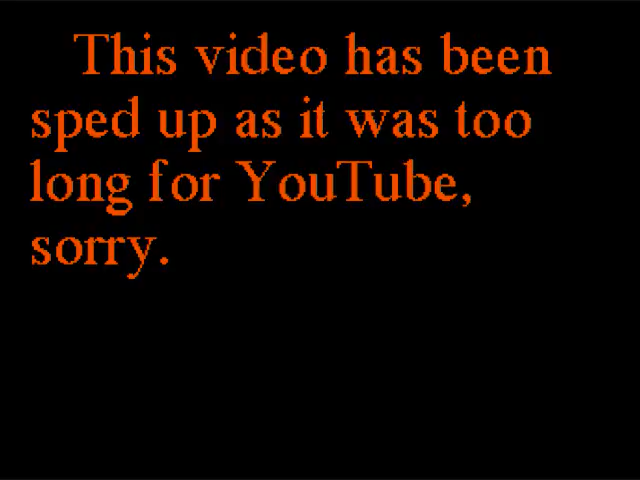 This video has been
sped up as it was too
long for YouTube,
sorry.